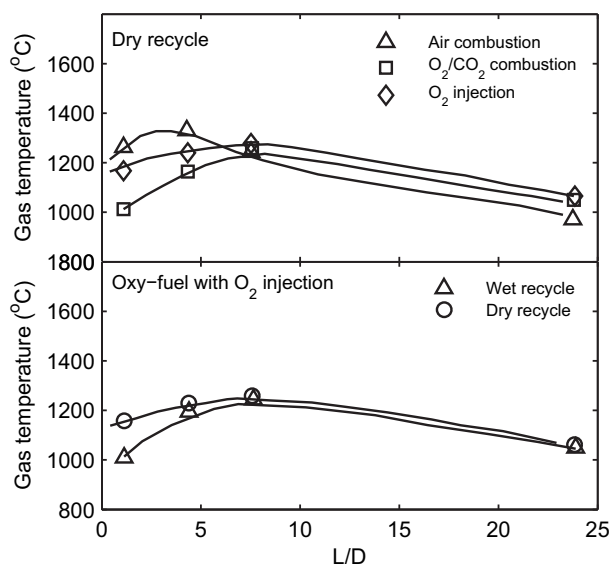 Dry recycle
Air combustion
O₂/CO₂ combustion
O₂ injection
Gas temperature (°C)
1600
1400
1200
1000
800
1800
Oxy−fuel with O₂ injection
Wet recycle
Dry recycle
Gas temperature (°C)
1600
1400
1200
1000
800
0 5 10 15 20 25
L/D